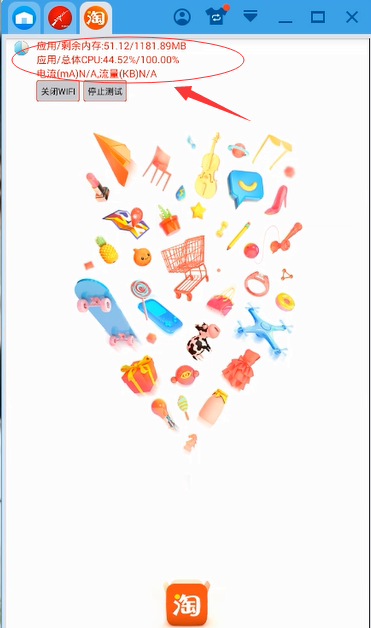 淘
应用/剩余内存:51.12/1181.89MB
应用/总体CPU:44.52%/100.00%
电流(mA)N/A,流量(KB)N/A
关闭WIFI 停止测试
淘